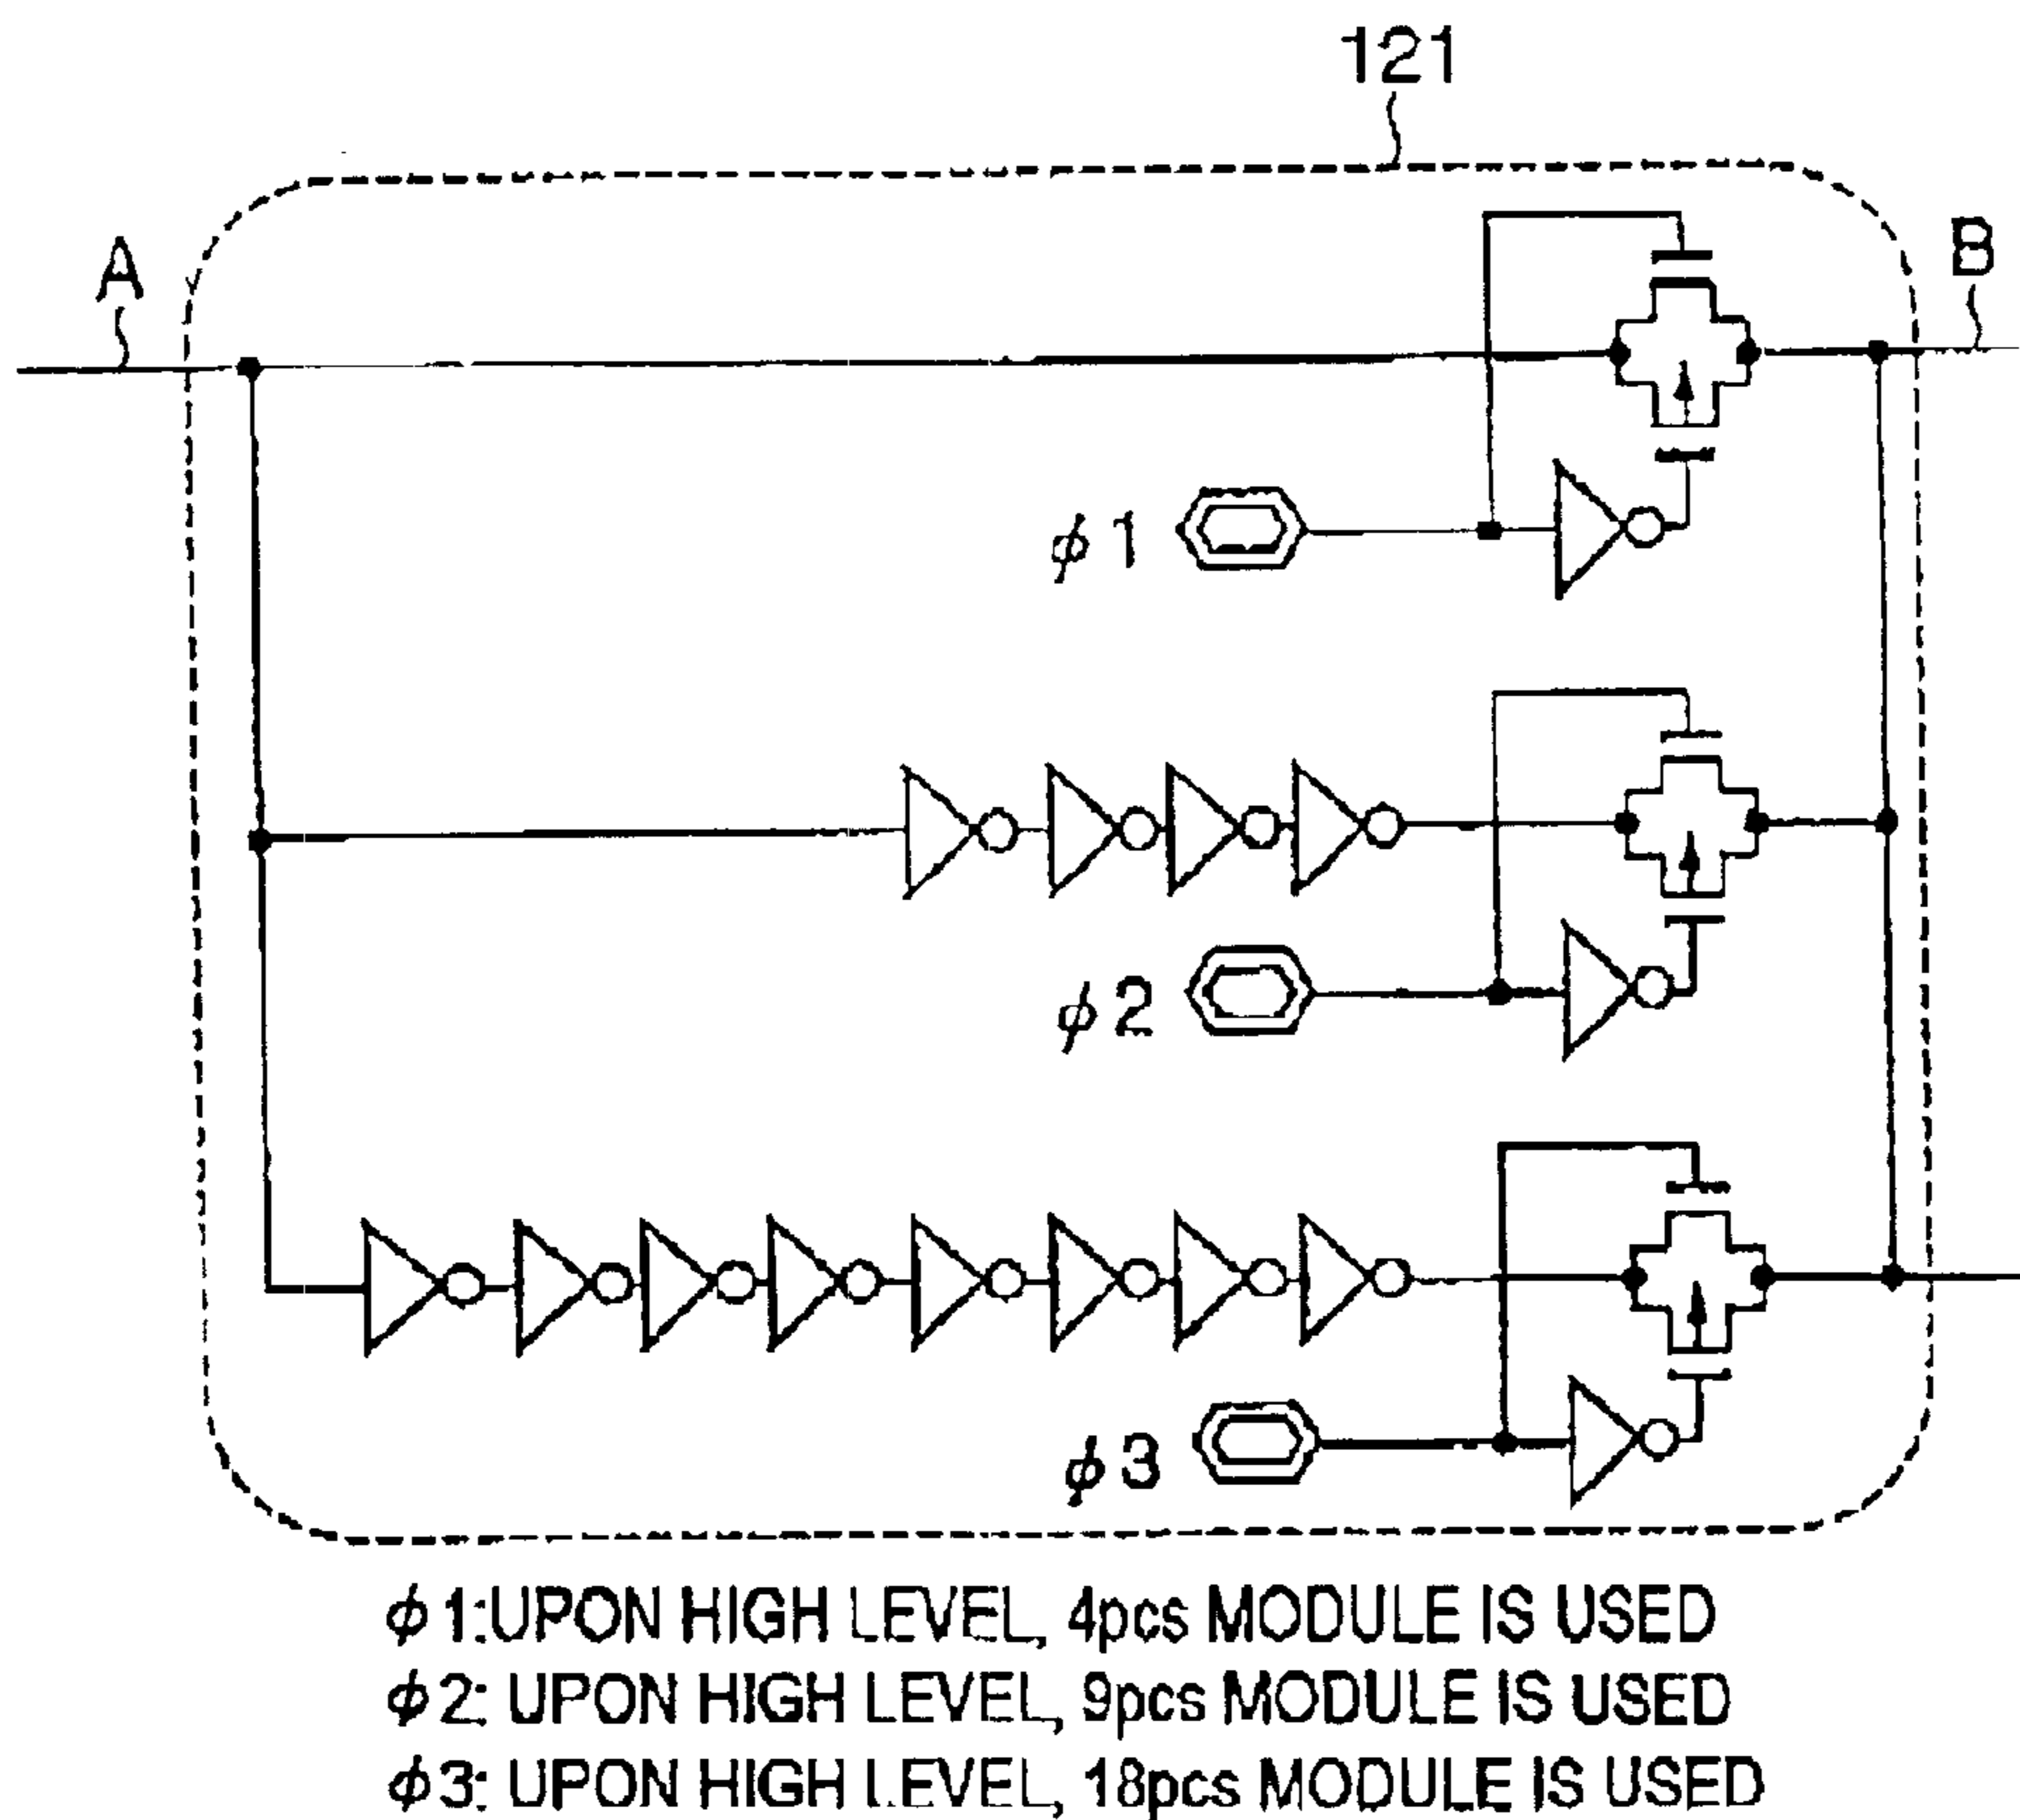 121
A
B
ϕ1
ϕ2
ϕ3
ϕ1:UPON HIGH LEVEL, 4pcs MODULE IS USED
ϕ2: UPON HIGH LEVEL, 9pcs MODULE IS USED
ϕ3: UPON HIGH LEVEL, 18pcs MODULE IS USED